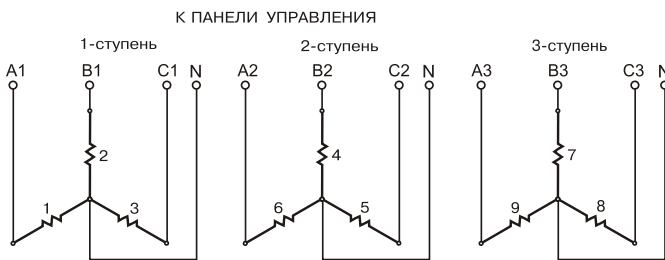 К ПАНЕЛИ УПРАВЛЕНИЯ
1-ступень 2-ступень 3-ступень
A1 B1 C1 N A2 B2 C2 N A3 B3 C3 N
2 4 7
1 3 6 5 9 8